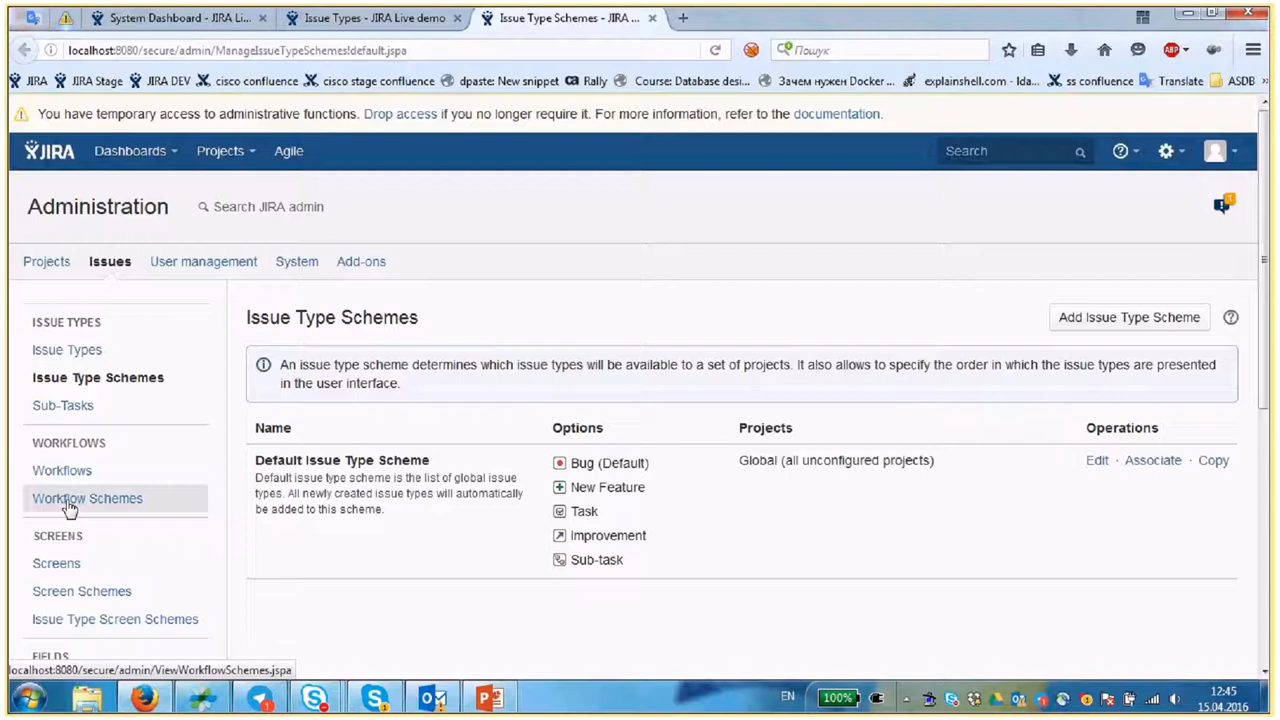 System Dashboard - JIRA Li...
Issue Types - JIRA Live demo
Issue Type Schemes - JIRA ...
localhost:8080/secure/admin/ManageIssueTypeSchemes!default.jspa
Пошук
ABP
JIRA
JIRA Stage
JIRA DEV
cisco confluence
cisco stage confluence
dpaste: New snippet
ca Rally
Course: Database desi...
Зачем нужен Docker ...
explainshell.com - Ida...
ss confluence
Translate
ASDB
You have temporary access to administrative functions. Drop access if you no longer require it. For more information, refer to the documentation.
JIRA Dashboards Projects Agile Search
Administration Search JIRA admin
1
Projects Issues User management System Add-ons
ISSUE TYPES
Issue Types
Issue Type Schemes
Sub-Tasks
WORKFLOWS
Workflows
Workflow Schemes
SCREENS
Screens
Screen Schemes
Issue Type Screen Schemes
FIELDS
Issue Type Schemes
Add Issue Type Scheme
An issue type scheme determines which issue types will be available to a set of projects. It also allows to specify the order in which the issue types are presented
in the user interface.
Name Options Projects Operations
Default Issue Type Scheme
Default issue type scheme is the list of global issue
types. All newly created issue types will automatically
be added to this scheme.
Bug (Default)
New Feature
Task
Improvement
Sub-task
Global (all unconfigured projects)
Edit · Associate · Copy
localhost:8080/secure/admin/ViewWorkflowSchemes.jspa
EN
100%
12:45
15.04.2016